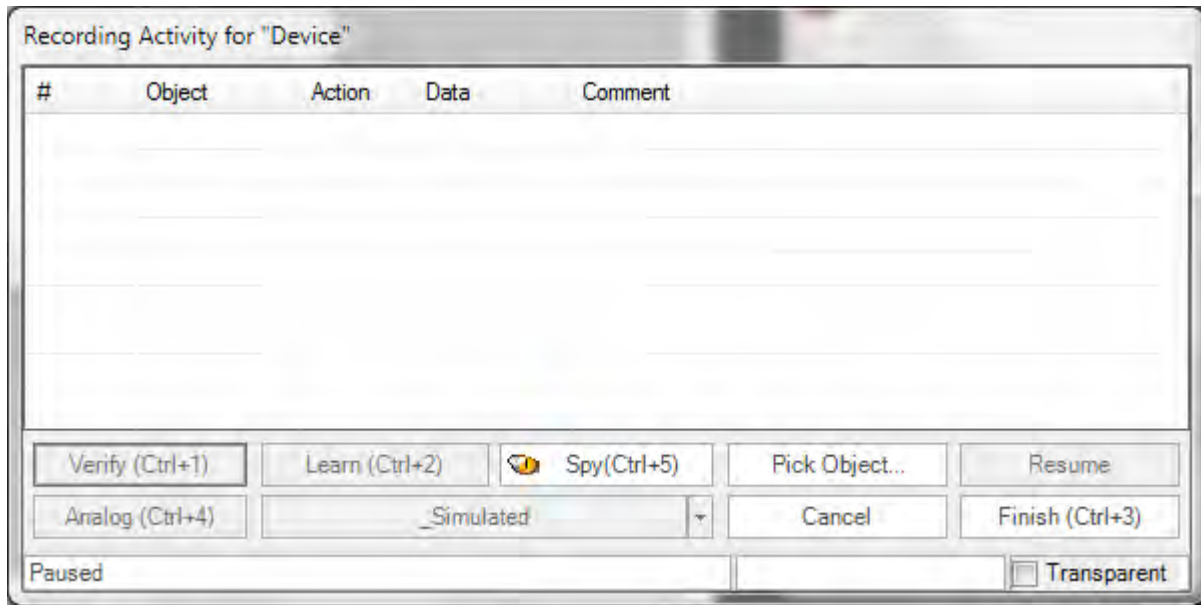 Recording Activity for "Device"
# Object Action Data Comment
Verify (Ctrl+1) Learn (Ctrl+2) Spy(Ctrl+5) Pick Object... Resume
Analog (Ctrl+4) _Simulated Cancel Finish (Ctrl+3)
Paused Transparent